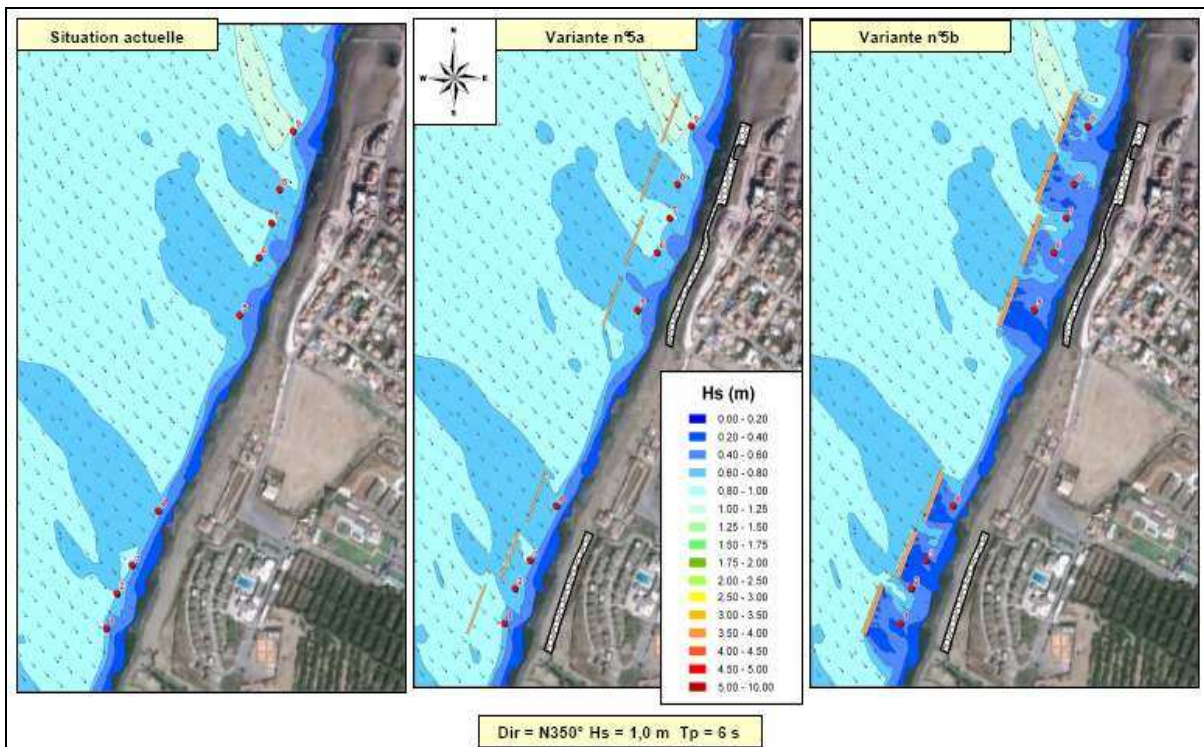 Situation actuelle
Variante n°5a
Variante n°5b
N
W
E
S
Hs (m)
0.00 - 0.20
0.20 - 0.40
0.40 - 0.60
0.60 - 0.80
0.80 - 1.00
1.00 - 1.25
1.25 - 1.50
1.50 - 1.75
1.75 - 2.00
2.00 - 2.50
2.50 - 3.00
3.00 - 3.50
3.50 - 4.00
4.00 - 4.50
4.50 - 5.00
5.00 - 10.00
Dir = N350° Hs = 1,0 m Tp = 6 s